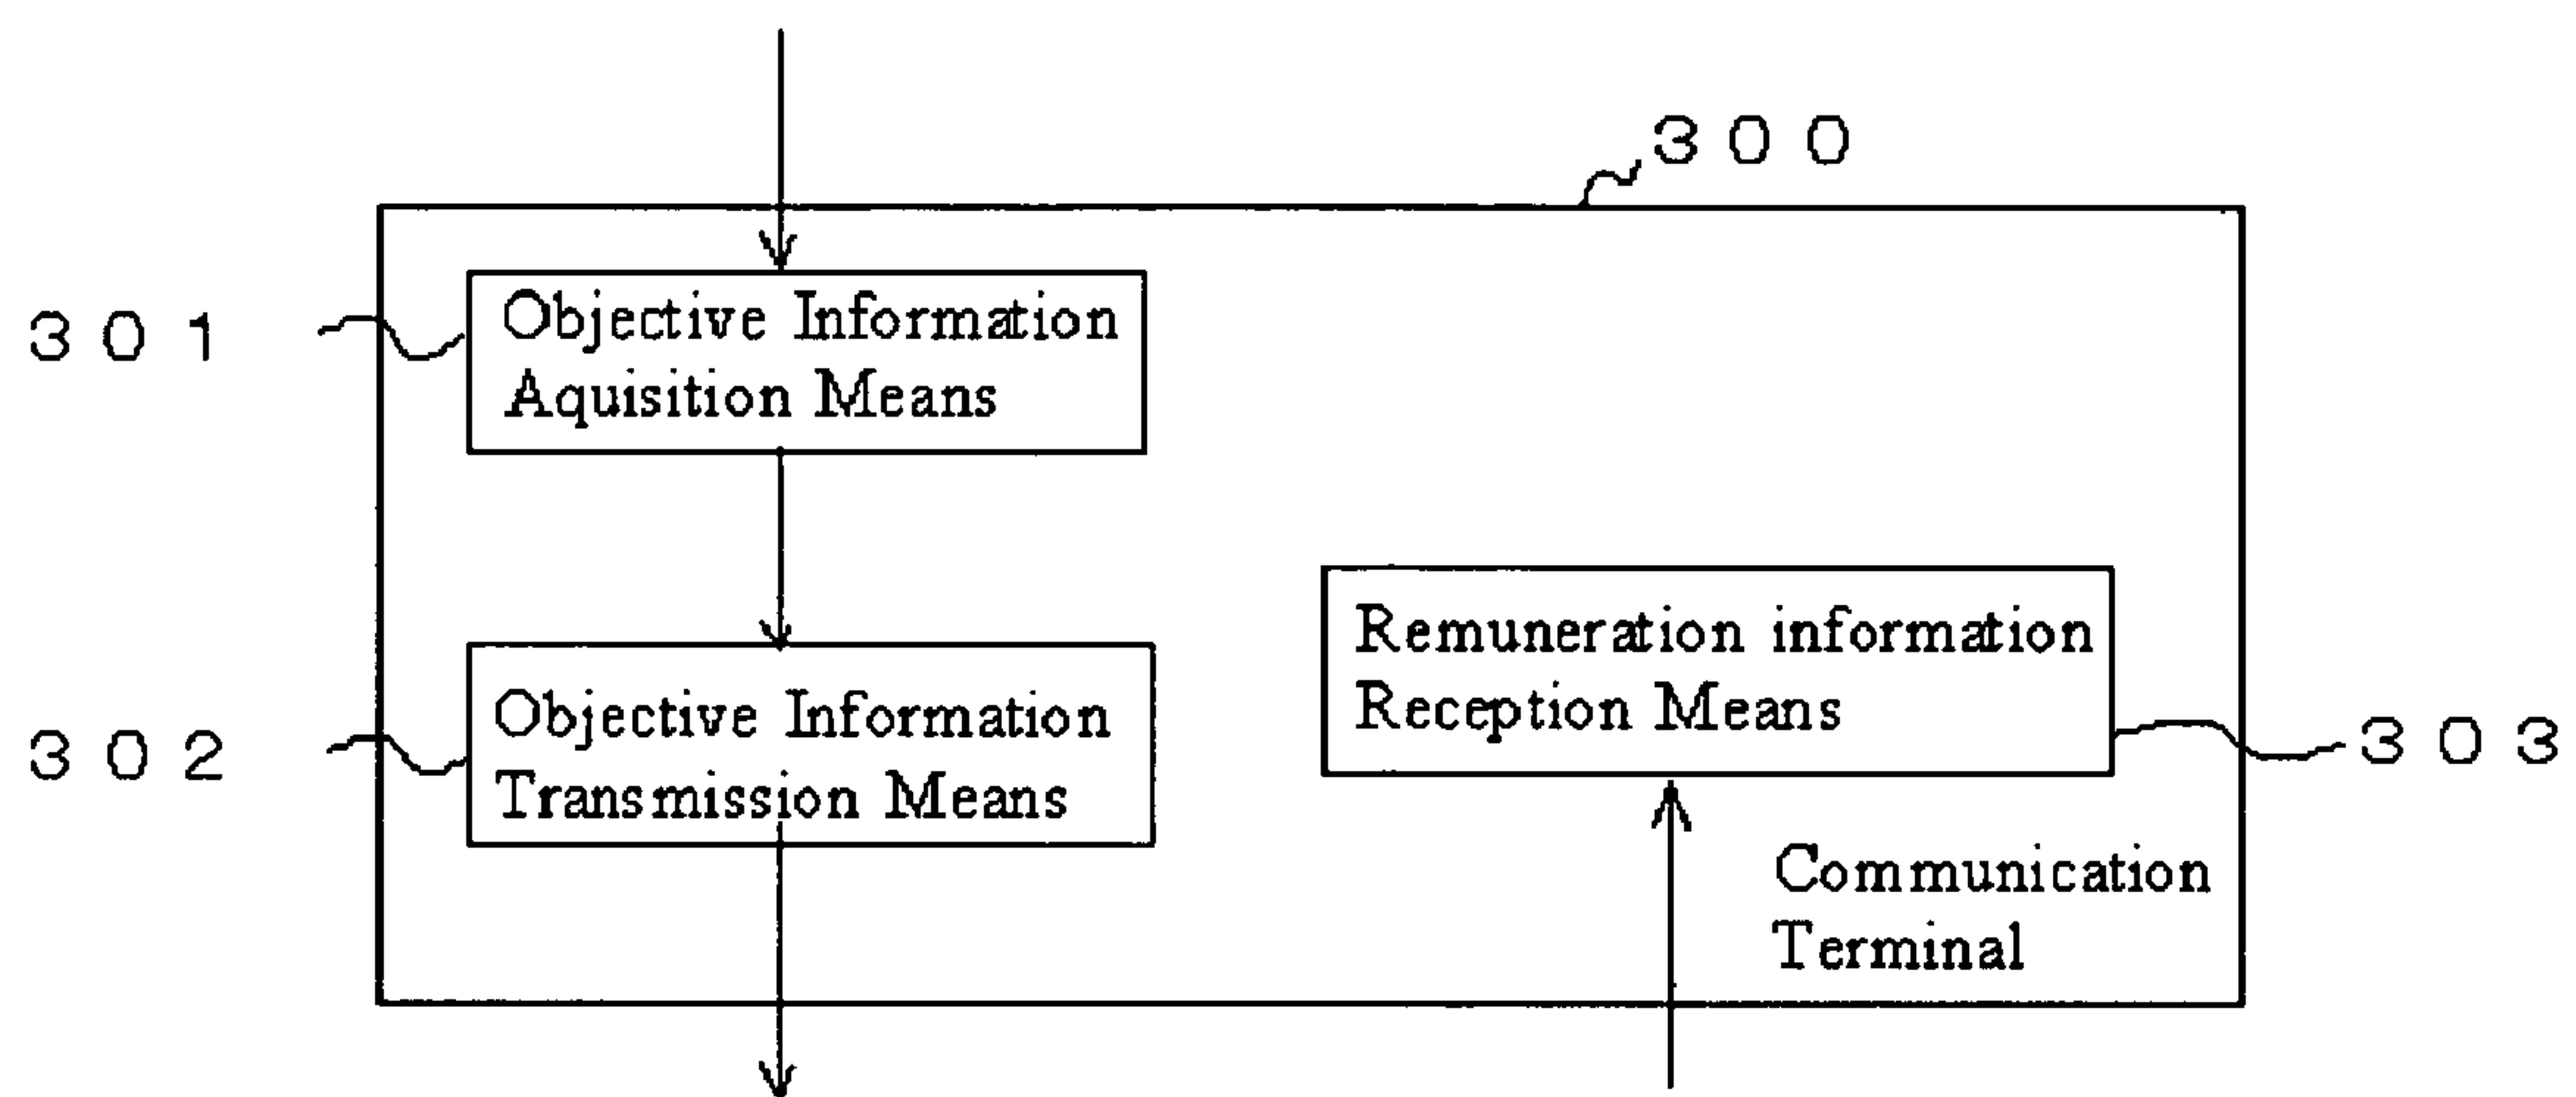 300
301
Objective Information
Aquisition Means
302
Objective Information
Transmission Means
Remuneration information
Reception Means
303
Communication
Terminal